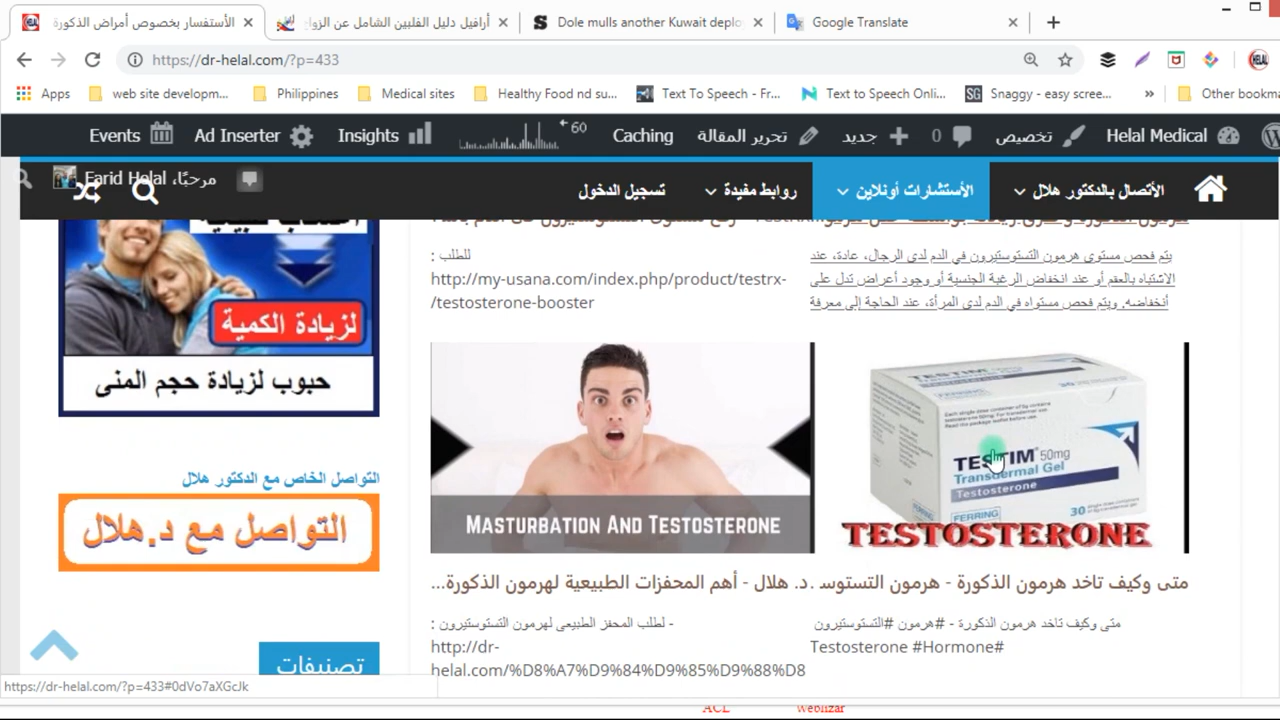 الأستفسار بخصوص أمراض الذكورة
أرافيل دليل القلبين الشامل عن الزواج
Dole mulls another Kuwait deplo
Google Translate
https://dr-helal.com/?p=433
Apps
web site developm...
Philippines
Medical sites
Healthy Food nd su...
Text To Speech - Fr...
Text to Speech Onli...
Snaggy - easy scree...
»
Other bookma
Events
Ad Inserter
Insights
60
Caching
تحرير المقالة
جديد
0
تخصيص
Helal Medical
مرحبًا، Farid Helal
الأتصال بالدكتور هلال
الأستشارات أونلاين
روابط مفيدة
تسجيل الدخول
يتم فحص مستوى هرمون التستوستيرون في الدم لدى الرجال، عادة، عند
الاشتباه بالعقم أو عند انخفاض الرغبة الجنسية أو وجود أعراض تدل على
أنخفاضه. ويتم فحص مستواه في الدم لدى المرأة، عند الحاجة إلى معرفة
للطلب :
http://my-usana.com/index.php/product/testrx-
testosterone-booster/
لزيادة الكمية
حبوب لزيادة حجم المنى
MASTURBATION AND TESTOSTERONE
TESTIM 50mg
Transdermal Gel
Testosterone
FERRING
30
TESTOSTERONE
متى وكيف تاخد هرمون الذكورة - هرمون التستوس
متى وكيف تاخد هرمون الذكورة - #هرمون #التستوستيرون
Testosterone #Hormone#
.د. هلال - أهم المحفزات الطبيعية لهرمون الذكورة...
- لطلب المحفز الطبيعى لهرمون التستوستيرون :
http://dr-
helal.com/%D8%A7%D9%84%D9%85%D9%88%D8
التواصل الخاص مع الدكتور هلال
التواصل مع د.هلال
تصنيفات
https://dr-helal.com/?p=433#0dVo7aXGcJk
ACE
weblizar